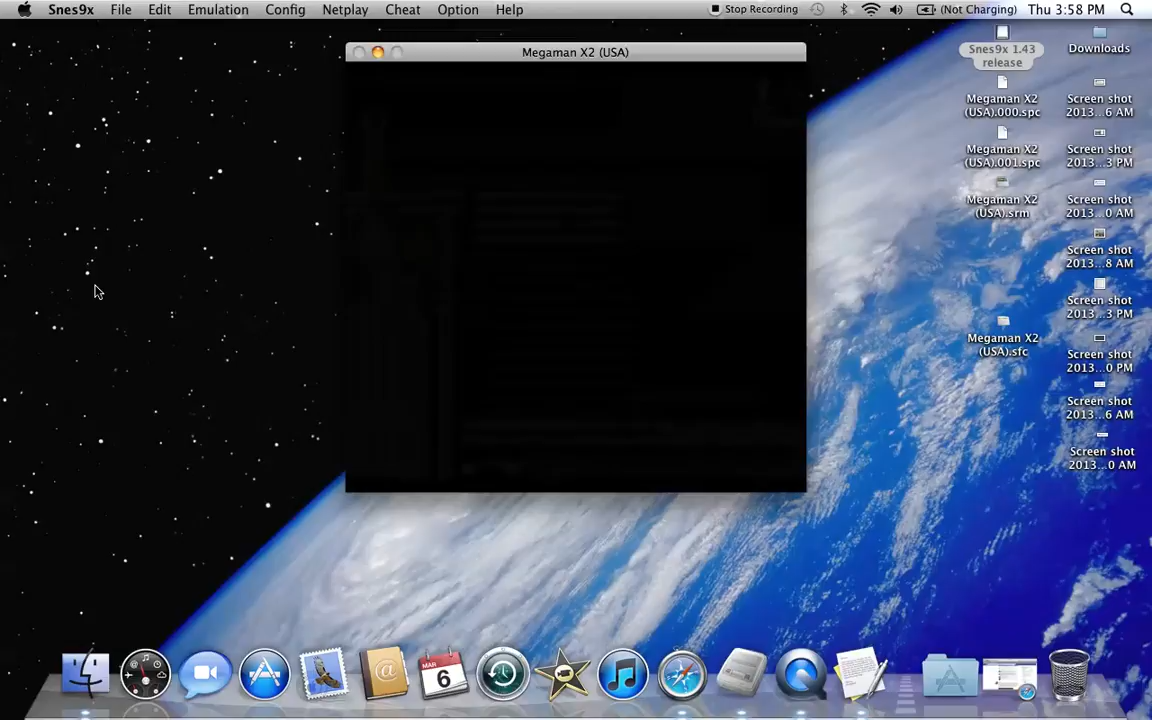 Snes9x File Edit Emulation Config Netplay Cheat Option Help Stop Recording (Not Charging) Thu 3:58 PM
Megaman X2 (USA)
Snes9x 1.43
release
Downloads
Megaman X2
(USA).000.spc
Screen shot
2013...6 AM
Megaman X2
(USA).001.spc
Screen shot
2013...3 PM
Megaman X2
(USA).srm
Screen shot
2013...0 AM
Screen shot
2013...8 AM
Screen shot
2013...3 PM
Megaman X2
(USA).sfc
Screen shot
2013...0 PM
Screen shot
2013...6 AM
Screen shot
2013...0 AM
MAR
6